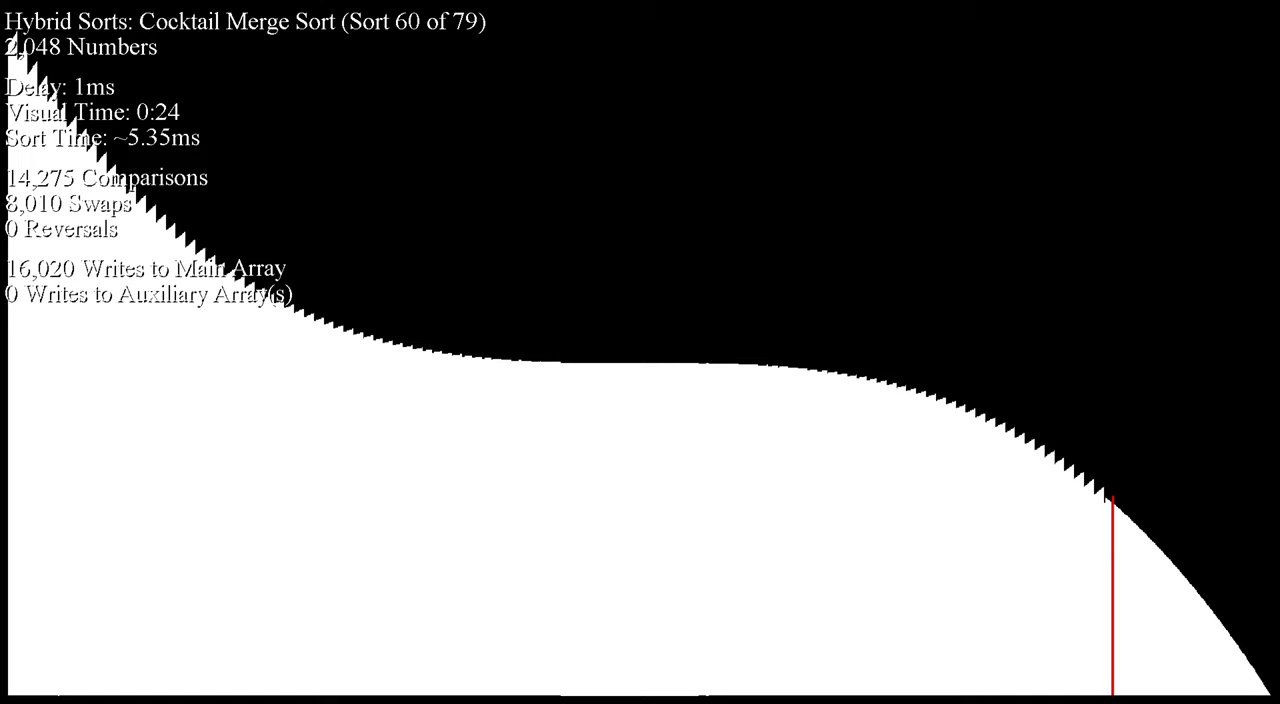 Hybrid Sorts: Cocktail Merge Sort (Sort 60 of 79)
2,048 Numbers
Delay: 1ms
Visual Time: 0:24
Sort Time: ~5.35ms
14,275 Comparisons
8,010 Swaps
0 Reversals
16,020 Writes to Main Array
0 Writes to Auxiliary Array(s)